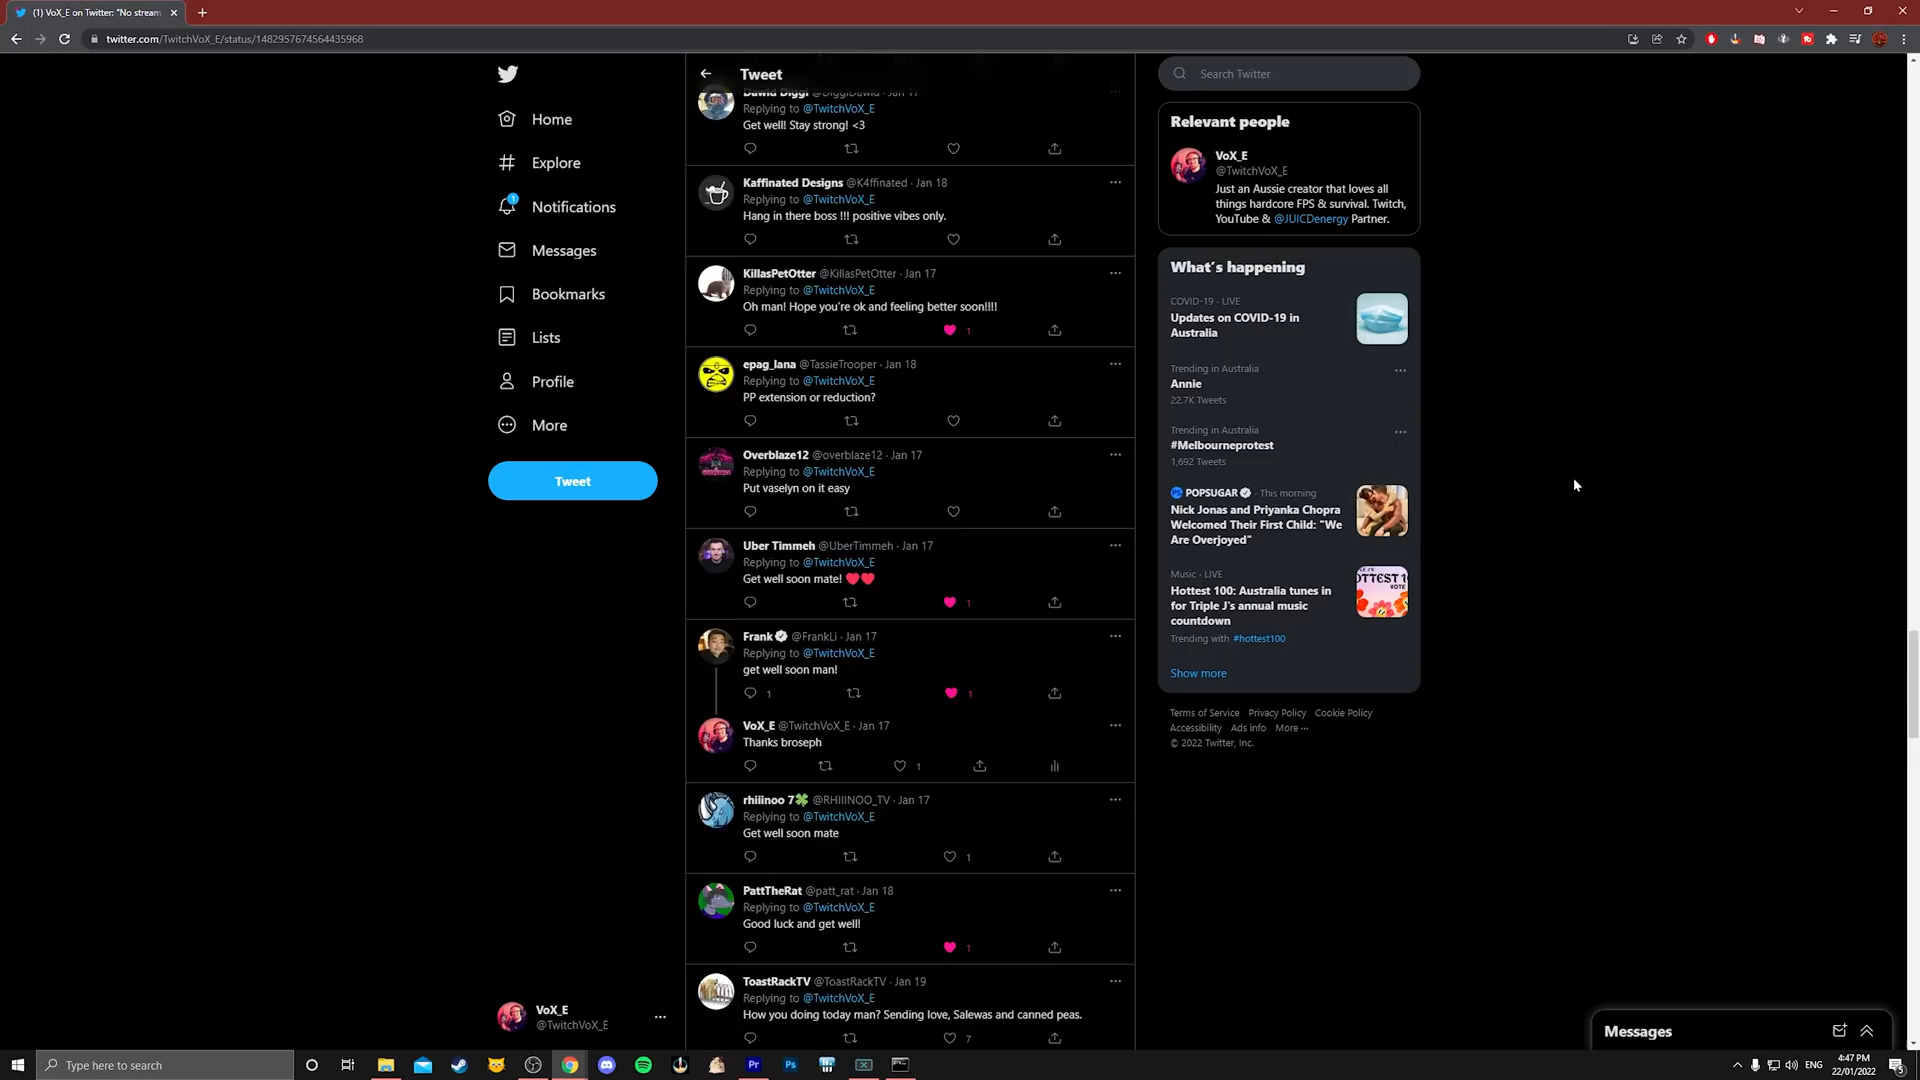 (1) VoX_E on Twitter: "No stream
twitter.com/TwitchVoX_E/status/1482957674564435968
Home
Explore
1
Notifications
Messages
Bookmarks
Lists
Profile
More
Tweet
VoX_E
@TwitchVoX_E
Tweet
Dawid Diggi @DiggiDawid · Jan 17
Replying to @TwitchVoX_E
Get well! Stay strong! <3
Kaffinated Designs @K4ffinated · Jan 18
Replying to @TwitchVoX_E
Hang in there boss !!! positive vibes only.
KillasPetOtter @KillasPetOtter · Jan 17
Replying to @TwitchVoX_E
Oh man! Hope you're ok and feeling better soon!!!!
1
epag_lana @TassieTrooper · Jan 18
Replying to @TwitchVoX_E
PP extension or reduction?
Overblaze12 @overblaze12 · Jan 17
Replying to @TwitchVoX_E
Put vaselyn on it easy
Uber Timmeh @UberTimmeh · Jan 17
Replying to @TwitchVoX_E
Get well soon mate! ❤❤
1
Frank @FrankLi · Jan 17
Replying to @TwitchVoX_E
get well soon man!
1 1
VoX_E @TwitchVoX_E · Jan 17
Thanks broseph
1
rhiiinoo 7🍀 @RHIIINOO_TV · Jan 17
Replying to @TwitchVoX_E
Get well soon mate
1
PattTheRat @patt_rat · Jan 18
Replying to @TwitchVoX_E
Good luck and get well!
1
ToastRackTV @ToastRackTV · Jan 19
Replying to @TwitchVoX_E
How you doing today man? Sending love, Salewas and canned peas.
7
Search Twitter
Relevant people
VoX_E
@TwitchVoX_E
Just an Aussie creator that loves all
things hardcore FPS & survival. Twitch,
YouTube & @JUICDenergy Partner.
What's happening
COVID-19 · LIVE
Updates on COVID-19 in
Australia
Trending in Australia
Annie
22.7K Tweets
Trending in Australia
#Melbourneprotest
1,692 Tweets
POPSUGAR · This morning
Nick Jonas and Priyanka Chopra
Welcomed Their First Child: "We
Are Overjoyed"
Music · LIVE
Hottest 100: Australia tunes in
for Triple J's annual music
countdown
Trending with #hottest100
Show more
Terms of Service Privacy Policy Cookie Policy
Accessibility Ads info More ···
© 2022 Twitter, Inc.
Messages
Type here to search
Pr
Ps
ENG
4:47 PM
22/01/2022
5